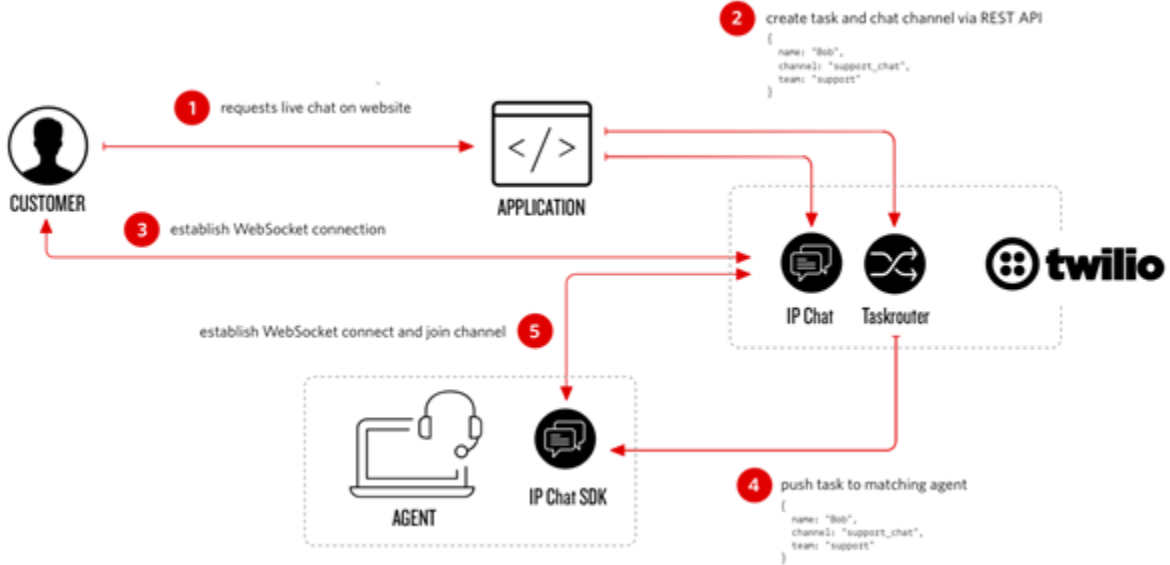 2 create task and chat channel via REST API
{
name: "Bob",
channel: "support_chat",
team: "support"
}
1 requests live chat on website
</>
CUSTOMER
APPLICATION
3 establish WebSocket connection
twilio
IP Chat
Taskrouter
establish WebSocket connect and join channel 5
IP Chat SDK
AGENT
4 push task to matching agent
{
name: "Bob",
channel: "support_chat",
team: "support"
}